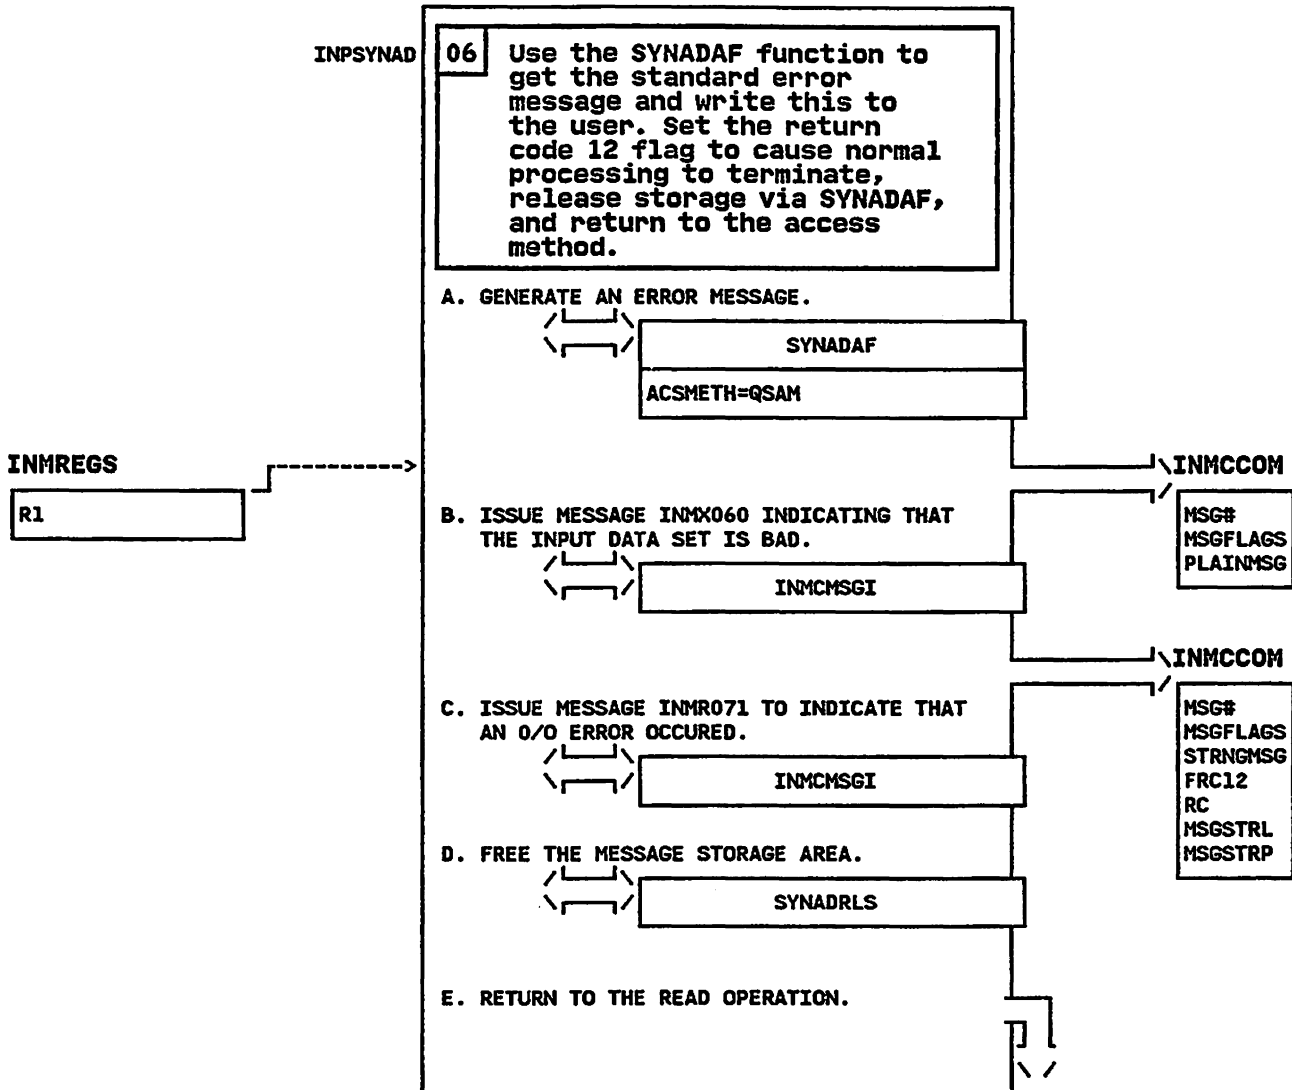 INPSYNAD
06
Use the SYNADAF function to
get the standard error
message and write this to
the user. Set the return
code 12 flag to cause normal
processing to terminate,
release storage via SYNADAF,
and return to the access
method.
A. GENERATE AN ERROR MESSAGE.
SYNADAF
ACSMETH=QSAM
INMREGS
R1
INMCCOM
MSG#
MSGFLAGS
PLAINMSG
B. ISSUE MESSAGE INMX060 INDICATING THAT
THE INPUT DATA SET IS BAD.
INMCMSGI
INMCCOM
MSG#
MSGFLAGS
STRNGMSG
FRC12
RC
MSGSTRL
MSGSTRP
C. ISSUE MESSAGE INMR071 TO INDICATE THAT
AN O/O ERROR OCCURED.
INMCMSGI
D. FREE THE MESSAGE STORAGE AREA.
SYNADRLS
E. RETURN TO THE READ OPERATION.